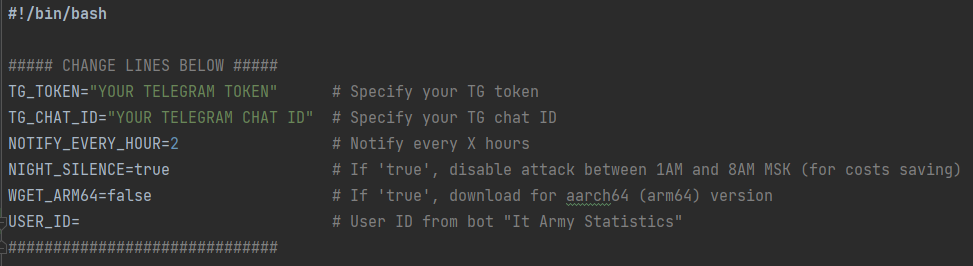 #!/bin/bash
##### CHANGE LINES BELOW #####
TG_TOKEN="YOUR TELEGRAM TOKEN" # Specify your TG token
TG_CHAT_ID="YOUR TELEGRAM CHAT ID" # Specify your TG chat ID
NOTIFY_EVERY_HOUR=2 # Notify every X hours
NIGHT_SILENCE=true # If 'true', disable attack between 1AM and 8AM MSK (for costs saving)
WGET_ARM64=false # If 'true', download for aarch64 (arm64) version
USER_ID= # User ID from bot "It Army Statistics"
##############################